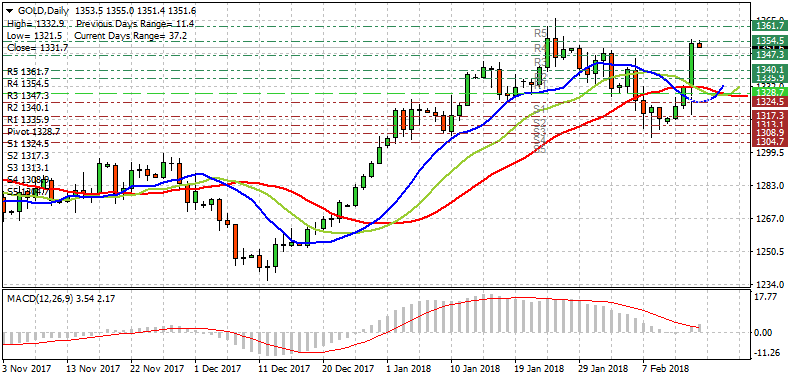 GOLD,Daily 1353.5 1355.0 1351.4 1351.6
High= 1332.9 Previous Days Range= 11.4
Low= 1321.5 Current Days Range= 37.2
Close= 1331.7
R5 1361.7
R4 1354.5
R3 1347.3
R2 1340.1
R1 1335.9
Pivot 1328.7
S1 1324.5
S2 1317.3
S3 1313.1
S4 1308.9
S5 1304.7
R5
R4
R3
S1
1361.7
1354.5
1347.3
1340.1
1335.9
1328.7
1324.5
1317.3
1313.1
1308.9
1304.7
1299.5
1283.0
1267.0
1250.5
1234.0
MACD(12,26,9) 3.54 2.17
17.77
0.00
-11.26
3 Nov 2017
13 Nov 2017
22 Nov 2017
1 Dec 2017
11 Dec 2017
20 Dec 2017
1 Jan 2018
10 Jan 2018
19 Jan 2018
29 Jan 2018
7 Feb 2018